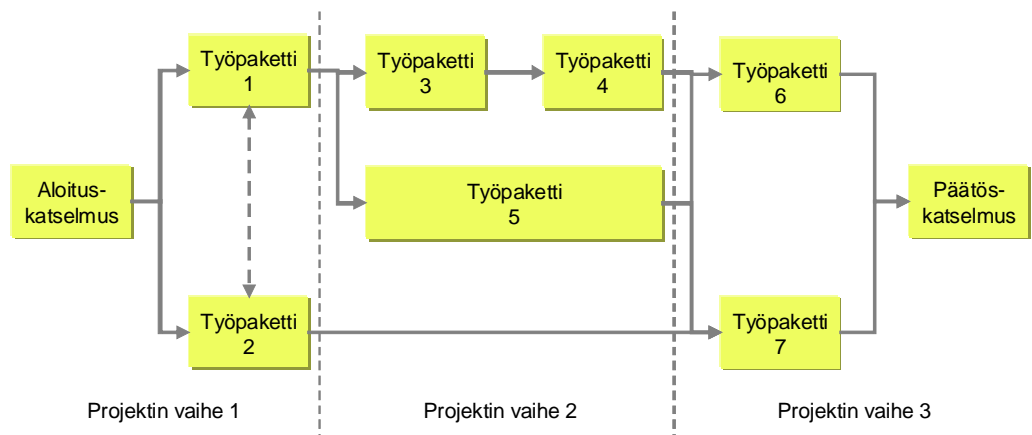 Työpaketti
1
Työpaketti
3
Työpaketti
4
Työpaketti
6
Aloitus-
katselmus
Työpaketti
5
Päätös-
katselmus
Työpaketti
2
Työpaketti
7
Projektin vaihe 1
Projektin vaihe 2
Projektin vaihe 3